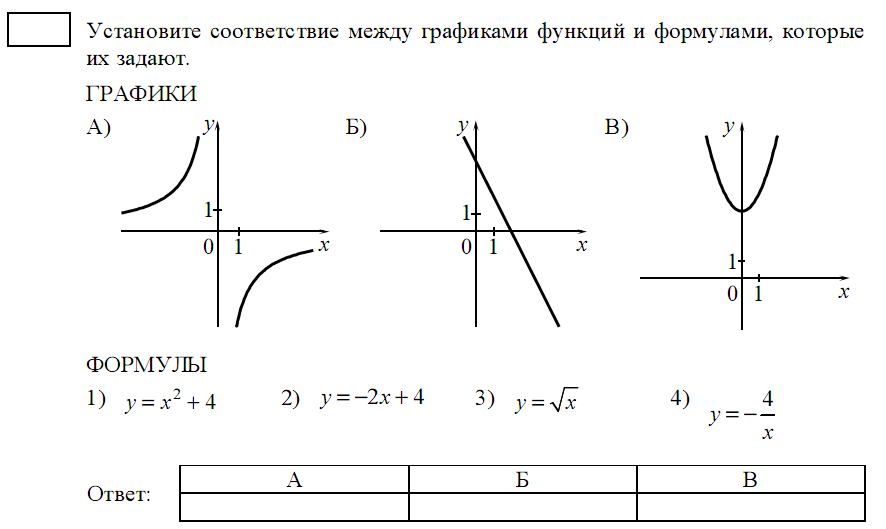 Установите соответствие между графиками функций и формулами, которые
их задают.
ГРАФИКИ
А) y 1 0 1 x
Б) y 1 0 1 x
В) y 1 0 1 x
ФОРМУЛЫ
1) y = x² + 4 2) y = −2x + 4 3) y = √x 4) y = −4/x
Ответ:
А Б В